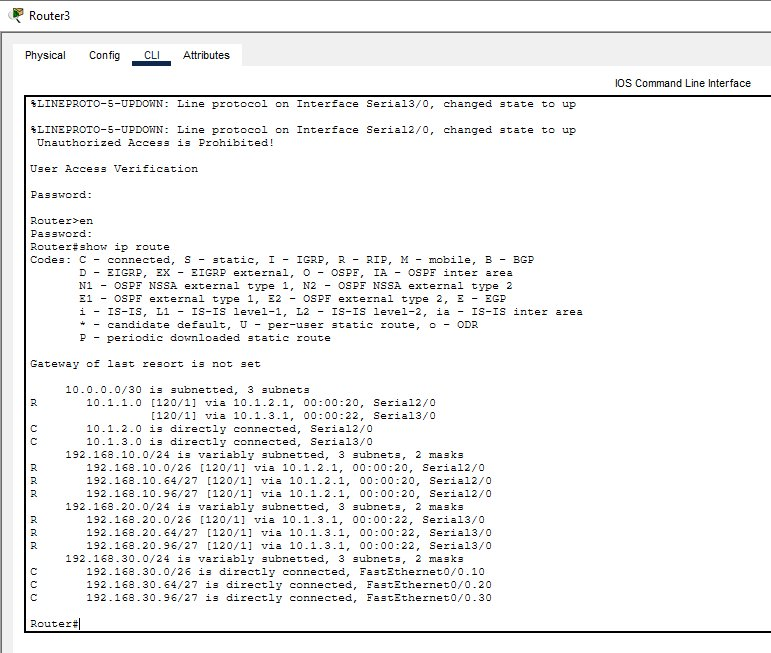 Router3
Physical Config CLI Attributes
IOS Command Line Interface
%LINEPROTO-5-UPDOWN: Line protocol on Interface Serial3/0, changed state to up
%LINEPROTO-5-UPDOWN: Line protocol on Interface Serial2/0, changed state to up
Unauthorized Access is Prohibited!
User Access Verification
Password:
Router>en
Password:
Router#show ip route
Codes: C - connected, S - static, I - IGRP, R - RIP, M - mobile, B - BGP
D - EIGRP, EX - EIGRP external, O - OSPF, IA - OSPF inter area
N1 - OSPF NSSA external type 1, N2 - OSPF NSSA external type 2
E1 - OSPF external type 1, E2 - OSPF external type 2, E - EGP
i - IS-IS, L1 - IS-IS level-1, L2 - IS-IS level-2, ia - IS-IS inter area
* - candidate default, U - per-user static route, o - ODR
P - periodic downloaded static route
Gateway of last resort is not set
10.0.0.0/30 is subnetted, 3 subnets
R 10.1.1.0 [120/1] via 10.1.2.1, 00:00:20, Serial2/0
[120/1] via 10.1.3.1, 00:00:22, Serial3/0
C 10.1.2.0 is directly connected, Serial2/0
C 10.1.3.0 is directly connected, Serial3/0
192.168.10.0/24 is variably subnetted, 3 subnets, 2 masks
R 192.168.10.0/26 [120/1] via 10.1.2.1, 00:00:20, Serial2/0
R 192.168.10.64/27 [120/1] via 10.1.2.1, 00:00:20, Serial2/0
R 192.168.10.96/27 [120/1] via 10.1.2.1, 00:00:20, Serial2/0
192.168.20.0/24 is variably subnetted, 3 subnets, 2 masks
R 192.168.20.0/26 [120/1] via 10.1.3.1, 00:00:22, Serial3/0
R 192.168.20.64/27 [120/1] via 10.1.3.1, 00:00:22, Serial3/0
R 192.168.20.96/27 [120/1] via 10.1.3.1, 00:00:22, Serial3/0
192.168.30.0/24 is variably subnetted, 3 subnets, 2 masks
C 192.168.30.0/26 is directly connected, FastEthernet0/0.10
C 192.168.30.64/27 is directly connected, FastEthernet0/0.20
C 192.168.30.96/27 is directly connected, FastEthernet0/0.30
Router#